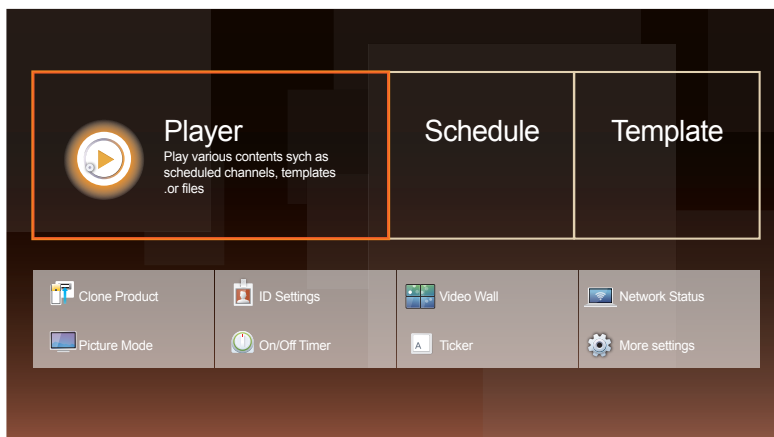 Player
Play various contents sych as
scheduled channels, templates
.or files
Schedule
Template
Clone Product
ID Settings
Video Wall
Network Status
Picture Mode
On/Off Timer
A
Ticker
More settings